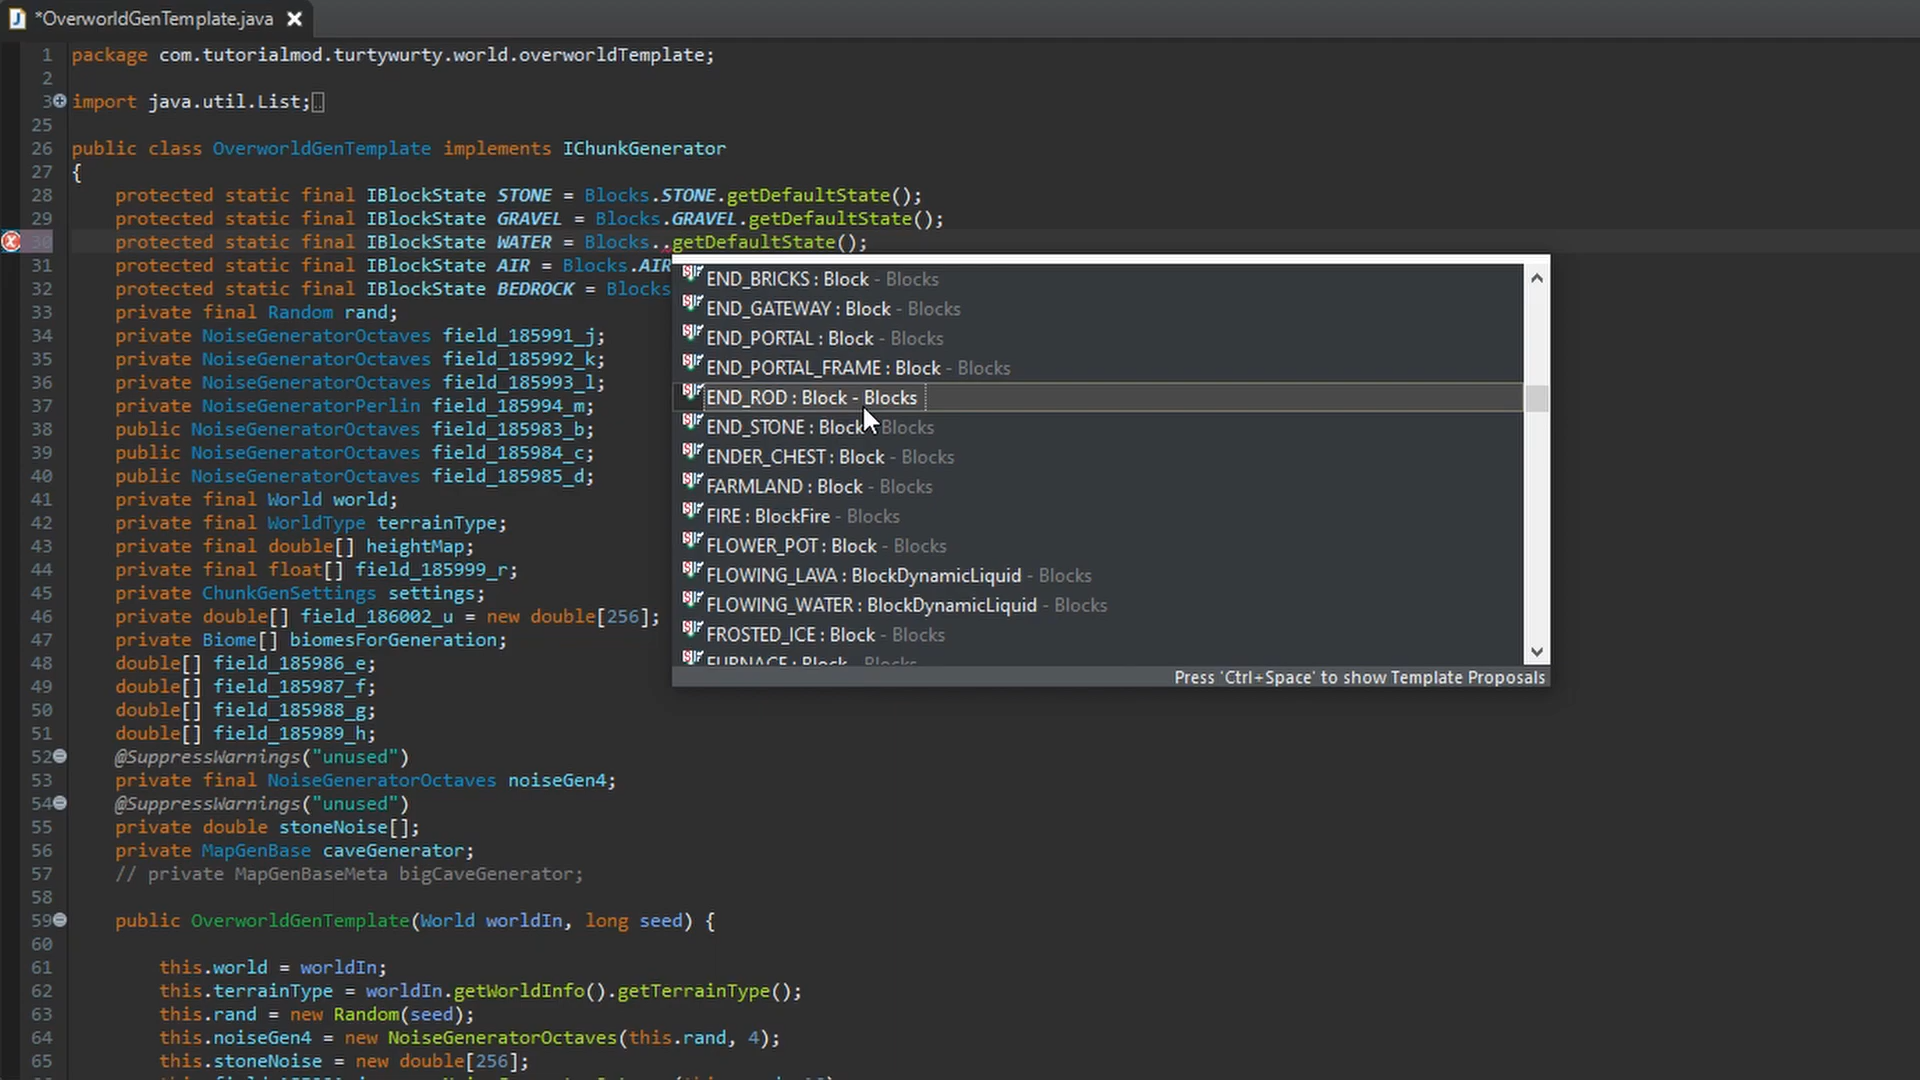 *OverworldGenTemplate.java
1 package com.tutorialmod.turtywurty.world.overworldTemplate;
2
3 import java.util.List;
25
26 public class OverworldGenTemplate implements IChunkGenerator
27 {
28 protected static final IBlockState STONE = Blocks.STONE.getDefaultState();
29 protected static final IBlockState GRAVEL = Blocks.GRAVEL.getDefaultState();
30 protected static final IBlockState WATER = Blocks..getDefaultState();
31 protected static final IBlockState AIR = Blocks.AIR
32 protected static final IBlockState BEDROCK = Blocks
33 private final Random rand;
34 private NoiseGeneratorOctaves field_185991_j;
35 private NoiseGeneratorOctaves field_185992_k;
36 private NoiseGeneratorOctaves field_185993_l;
37 private NoiseGeneratorPerlin field_185994_m;
38 public NoiseGeneratorOctaves field_185983_b;
39 public NoiseGeneratorOctaves field_185984_c;
40 public NoiseGeneratorOctaves field_185985_d;
41 private final World world;
42 private final WorldType terrainType;
43 private final double[] heightMap;
44 private final float[] field_185999_r;
45 private ChunkGenSettings settings;
46 private double[] field_186002_u = new double[256];
47 private Biome[] biomesForGeneration;
48 double[] field_185986_e;
49 double[] field_185987_f;
50 double[] field_185988_g;
51 double[] field_185989_h;
52 @SuppressWarnings("unused")
53 private final NoiseGeneratorOctaves noiseGen4;
54 @SuppressWarnings("unused")
55 private double stoneNoise[];
56 private MapGenBase caveGenerator;
57 // private MapGenBaseMeta bigCaveGenerator;
58
59 public OverworldGenTemplate(World worldIn, long seed) {
60
61 this.world = worldIn;
62 this.terrainType = worldIn.getWorldInfo().getTerrainType();
63 this.rand = new Random(seed);
64 this.noiseGen4 = new NoiseGeneratorOctaves(this.rand, 4);
65 this.stoneNoise = new double[256];
END_BRICKS : Block - Blocks
END_GATEWAY : Block - Blocks
END_PORTAL : Block - Blocks
END_PORTAL_FRAME : Block - Blocks
END_ROD : Block - Blocks
END_STONE : Block - Blocks
ENDER_CHEST : Block - Blocks
FARMLAND : Block - Blocks
FIRE : BlockFire - Blocks
FLOWER_POT : Block - Blocks
FLOWING_LAVA : BlockDynamicLiquid - Blocks
FLOWING_WATER : BlockDynamicLiquid - Blocks
FROSTED_ICE : Block - Blocks
FURNACE : Block - Blocks
Press 'Ctrl+Space' to show Template Proposals